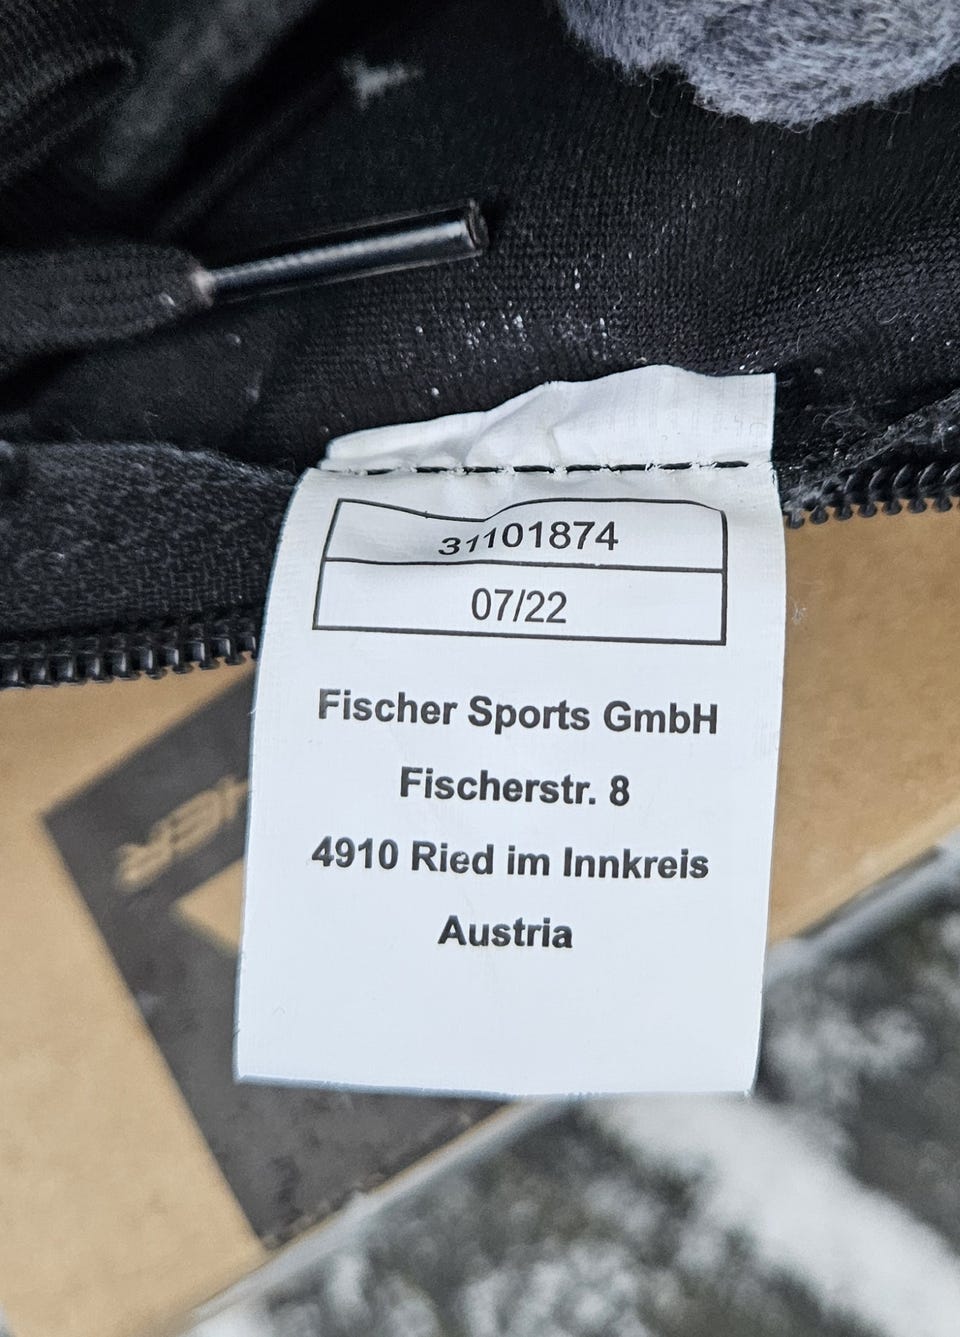 31101874
07/22
Fischer Sports GmbH
Fischerstr. 8
4910 Ried im Innkreis
Austria